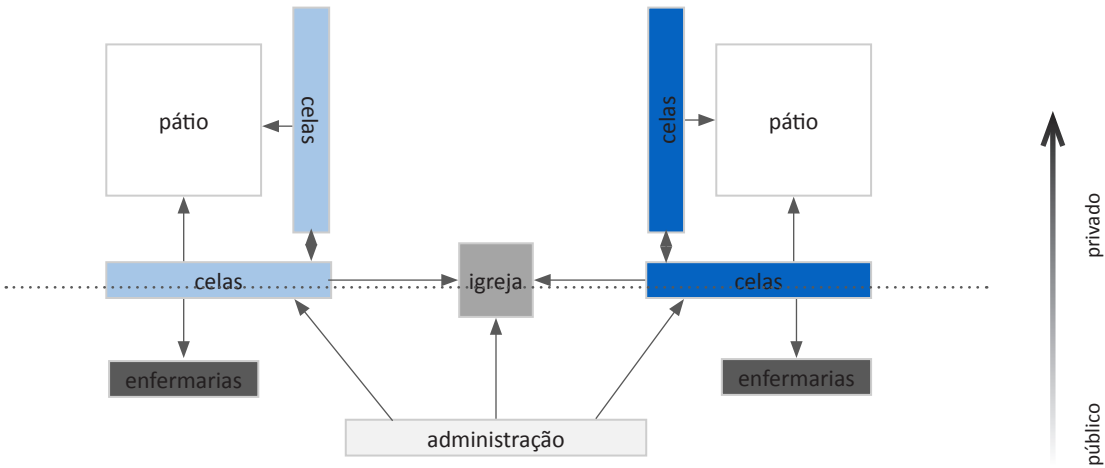 celas
celas
pátio
pátio
privado
celas
igreja
celas
enfermarias
enfermarias
administração
público